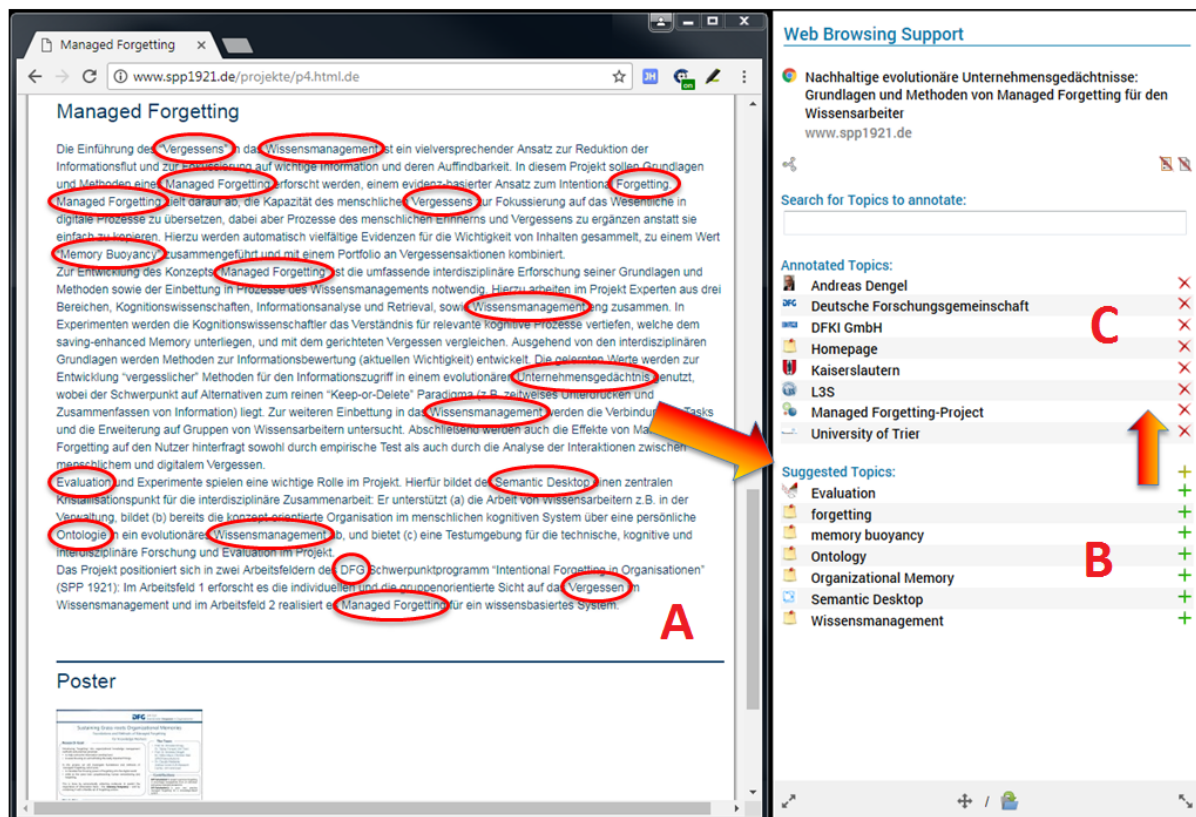 Managed Forgetting
www.spp1921.de/projekte/p4.html.de
JH
on
Managed Forgetting
Die Einführung des "Vergessens" in das Wissensmanagement ist ein vielversprechender Ansatz zur Reduktion der
Informationsflut und zur Fokussierung auf wichtige Information und deren Auffindbarkeit. In diesem Projekt sollen Grundlagen
und Methoden eines Managed Forgetting erforscht werden, einem evidenz-basierter Ansatz zum Intentional Forgetting.
Managed Forgetting zielt darauf ab, die Kapazität des menschlichen Vergessens zur Fokussierung auf das Wesentliche in
digitale Prozesse zu übersetzen, dabei aber Prozesse des menschlichen Erinnerns und Vergessens zu ergänzen anstatt sie
einfach zu kopieren. Hierzu werden automatisch vielfältige Evidenzen für die Wichtigkeit von Inhalten gesammelt, zu einem Wert
"Memory Buoyancy" zusammengeführt und mit einem Portfolio an Vergessensaktionen kombiniert.
Zur Entwicklung des Konzepts "Managed Forgetting" ist die umfassende interdisziplinäre Erforschung seiner Grundlagen und
Methoden sowie der Einbettung in Prozesse des Wissensmanagements notwendig. Hierzu arbeiten im Projekt Experten aus drei
Bereichen, Kognitionswissenschaften, Informationsanalyse und Retrieval, sowie Wissensmanagement eng zusammen. In
Experimenten werden die Kognitionswissenschaftler das Verständnis für relevante kognitive Prozesse vertiefen, welche dem
saving-enhanced Memory unterliegen, und mit dem gerichteten Vergessen vergleichen. Ausgehend von den interdisziplinären
Grundlagen werden Methoden zur Informationsbewertung (aktuellen Wichtigkeit) entwickelt. Die gelernten Werte werden zur
Entwicklung "vergesslicher" Methoden für den Informationszugriff in einem evolutionären Unternehmensgedächtnis genutzt,
wobei der Schwerpunkt auf Alternativen zum reinen "Keep-or-Delete" Paradigma (z.B. zeitweises Unterdrücken und
Zusammenfassen von Information) liegt. Zur weiteren Einbettung in das Wissensmanagement werden die Verbindung Tasks
und die Erweiterung auf Gruppen von Wissensarbeitern untersucht. Abschließend werden auch die Effekte von Ma
Forgetting auf den Nutzer hinterfragt sowohl durch empirische Test als auch durch die Analyse der Interaktionen zwischen
menschlichem und digitalem Vergessen.
Evaluation und Experimente spielen eine wichtige Rolle im Projekt. Hierfür bildet der Semantic Desktop einen zentralen
Kristallisationspunkt für die interdisziplinäre Zusammenarbeit: Er unterstützt (a) die Arbeit von Wissensarbeitern z.B. in der
Verwaltung, bildet (b) bereits die konzept-orientierte Organisation im menschlichen kognitiven System über eine persönliche
Ontologie in ein evolutionäres Wissensmanagement ab, und bietet (c) eine Testumgebung für die technische, kognitive und
interdisziplinäre Forschung und Evaluation im Projekt.
Das Projekt positioniert sich in zwei Arbeitsfeldern des DFG Schwerpunktprogramm "Intentional Forgetting in Organisationen"
(SPP 1921): Im Arbeitsfeld 1 erforscht es die individuellen und die gruppenorientierte Sicht auf das Vergessen im
Wissensmanagement und im Arbeitsfeld 2 realisiert es Managed Forgetting für ein wissensbasiertes System.
A
Poster
DFG
Web Browsing Support
Nachhaltige evolutionäre Unternehmensgedächtnisse:
Grundlagen und Methoden von Managed Forgetting für den
Wissensarbeiter
www.spp1921.de
Search for Topics to annotate:
Annotated Topics:
Andreas Dengel
DFG Deutsche Forschungsgemeinschaft
DFKI GmbH
Homepage
Kaiserslautern
L3S
Managed Forgetting-Project
University of Trier
C
Suggested Topics:
Evaluation
forgetting
memory buoyancy
Ontology
Organizational Memory
Semantic Desktop
Wissensmanagement
B
/